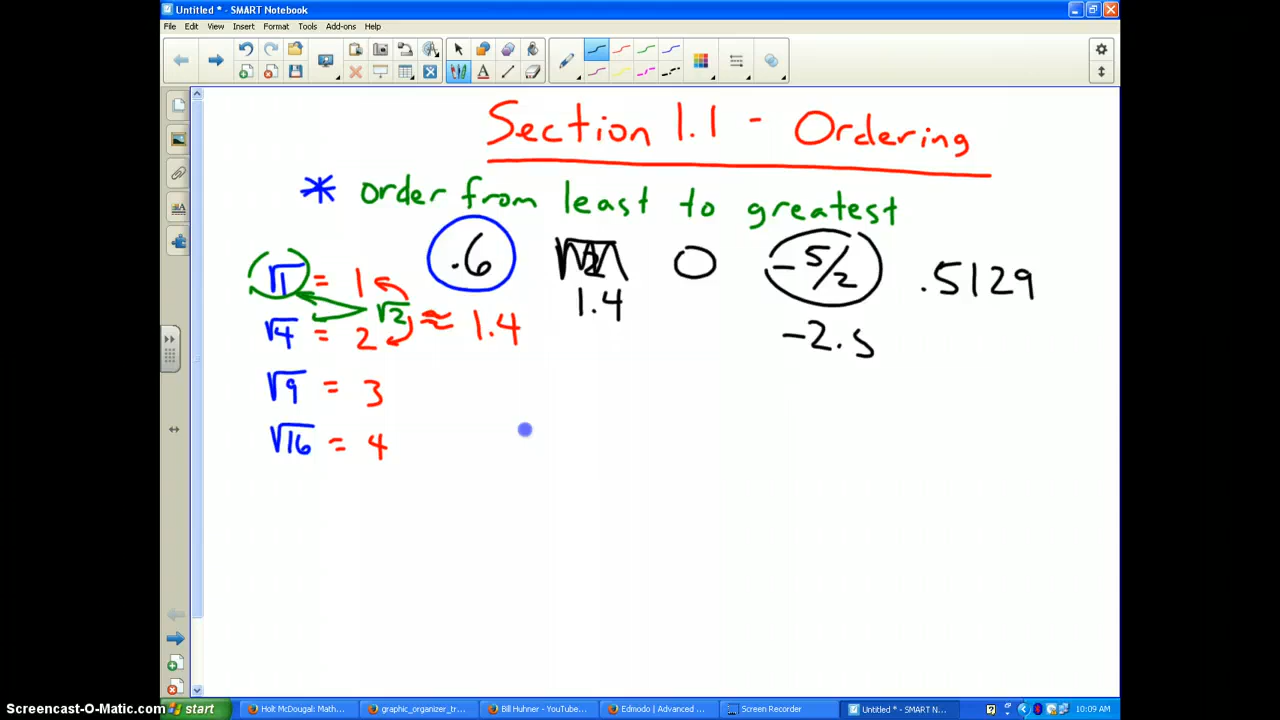 Untitled * - SMART Notebook
File Edit View Insert Format Tools Add-ons Help
Section 1.1 - Ordering
* order from least to greatest
.6 0 -5/2 .5129
1.4 -2.5
√1 = 1
√2 ≈ 1.4
√4 = 2
√9 = 3
√16 = 4
Screencast-O-Matic.com
start Holt McDougal: Math... graphic_organizer_tr... Bill Huhner - YouTube... Edmodo | Advanced ... Screen Recorder Untitled * - SMART No... 10:09 AM